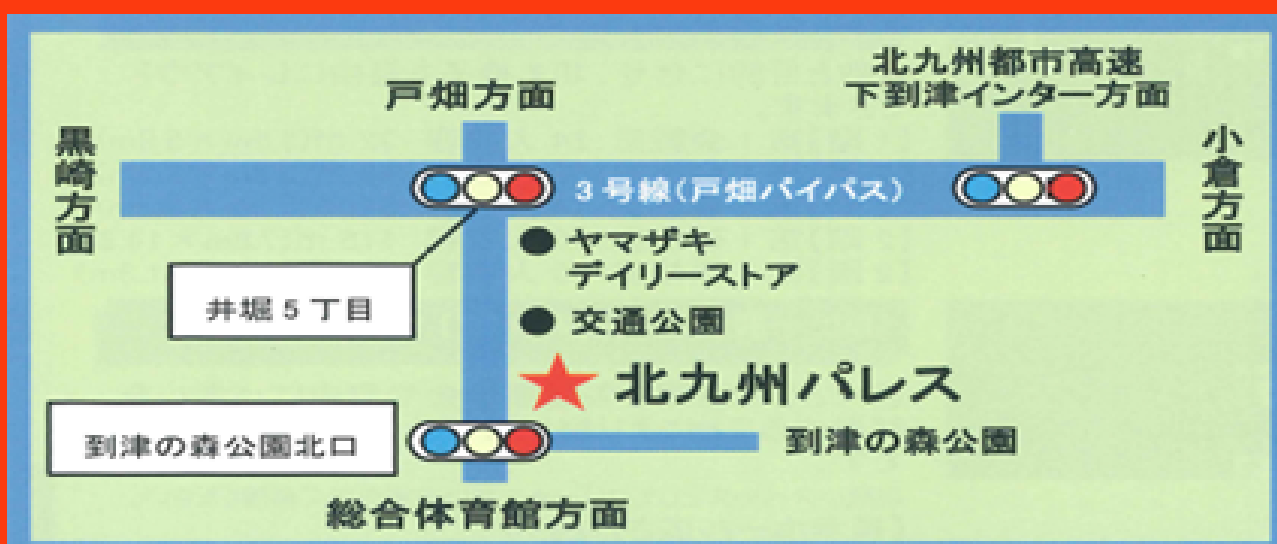 北九州都市高速
下到津インター方面
戸畑方面
黒崎方面
小倉方面
3号線(戸畑バイパス)
ヤマザキ
デイリーストア
井堀5丁目
交通公園
北九州パレス
到津の森公園北口
到津の森公園
総合体育館方面